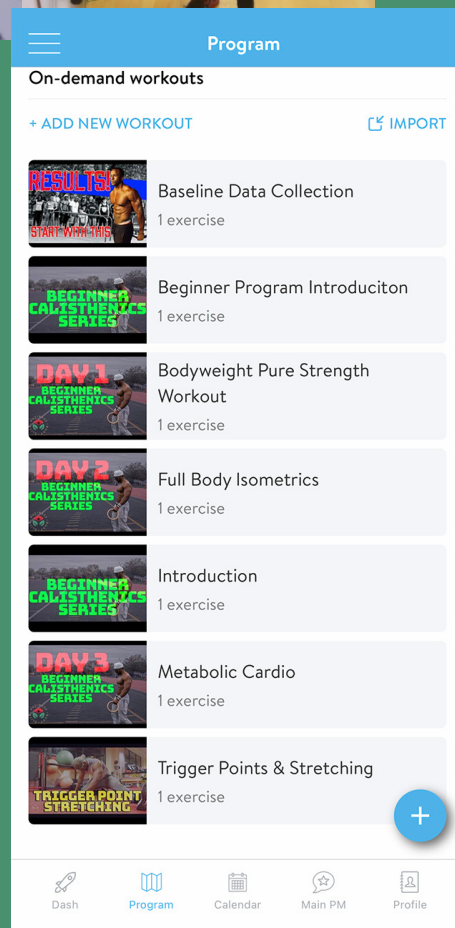 Program
On-demand workouts
+ ADD NEW WORKOUT
IMPORT
RESULTS!
START WITH THIS
Baseline Data Collection
1 exercise
BEGINNER
CALISTHENICS
SERIES
Beginner Program Introduciton
1 exercise
DAY 1
BEGINNER
CALISTHENICS
SERIES
Bodyweight Pure Strength
Workout
1 exercise
DAY 2
BEGINNER
CALISTHENICS
SERIES
Full Body Isometrics
1 exercise
BEGINNER
CALISTHENICS
SERIES
Introduction
1 exercise
DAY 3
BEGINNER
CALISTHENICS
SERIES
Metabolic Cardio
1 exercise
TRIGGER POINT
STRETCHING
Trigger Points & Stretching
1 exercise
+
Dash
Program
Calendar
Main PM
Profile